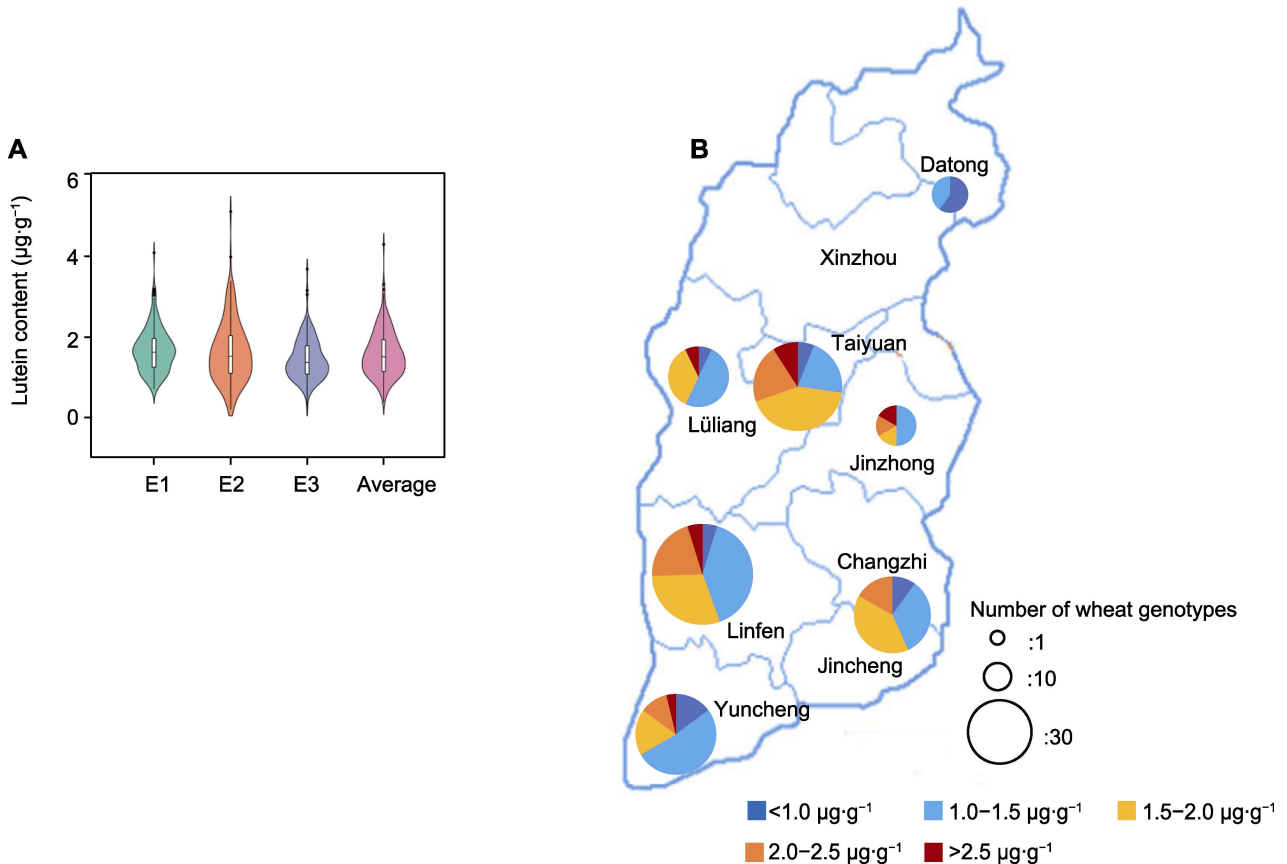 A
Lutein content (µg·g⁻¹)
6
4
2
0
E1 E2 E3 Average
B
Datong
Xinzhou
Taiyuan
Lüliang
Jinzhong
Changzhi
Linfen
Jincheng
Yuncheng
Number of wheat genotypes
:1
:10
:30
<1.0 µg·g⁻¹ 1.0–1.5 µg·g⁻¹ 1.5–2.0 µg·g⁻¹
2.0–2.5 µg·g⁻¹ >2.5 µg·g⁻¹